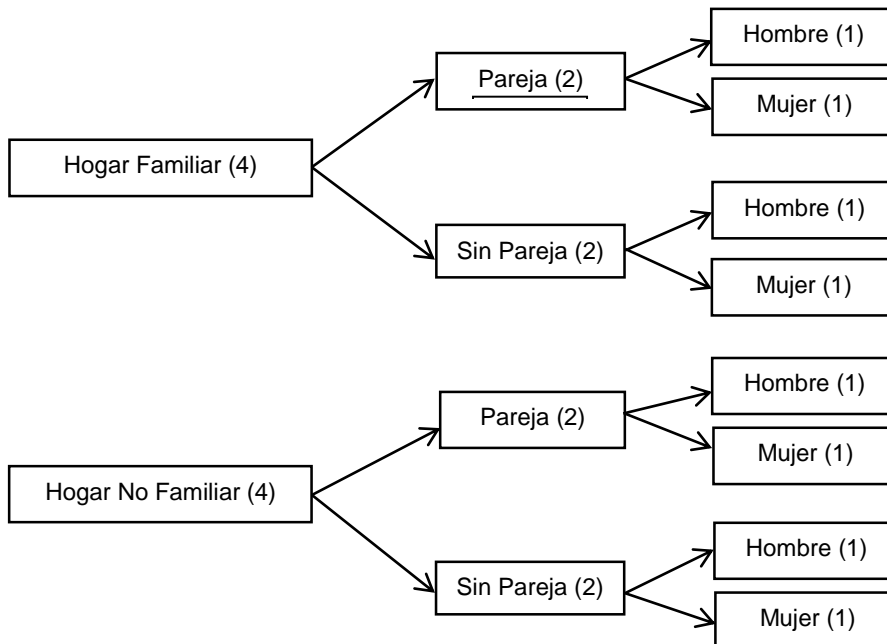 Hombre (1)
Pareja (2)
Mujer (1)
Hogar Familiar (4)
Hombre (1)
Sin Pareja (2)
Mujer (1)
Hombre (1)
Pareja (2)
Mujer (1)
Hogar No Familiar (4)
Hombre (1)
Sin Pareja (2)
Mujer (1)